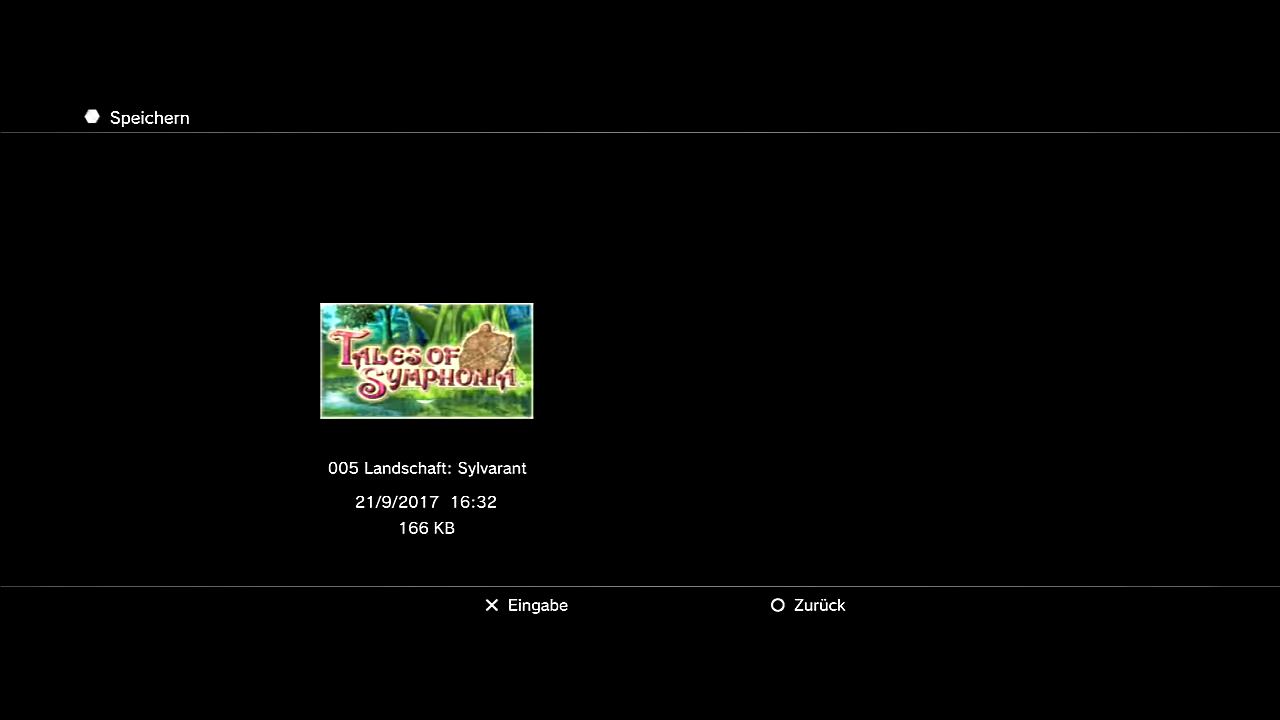 Speichern
TALES OF
SYMPHONIA
005 Landschaft: Sylvarant
21/9/2017 16:32
166 KB
Eingabe Zurück